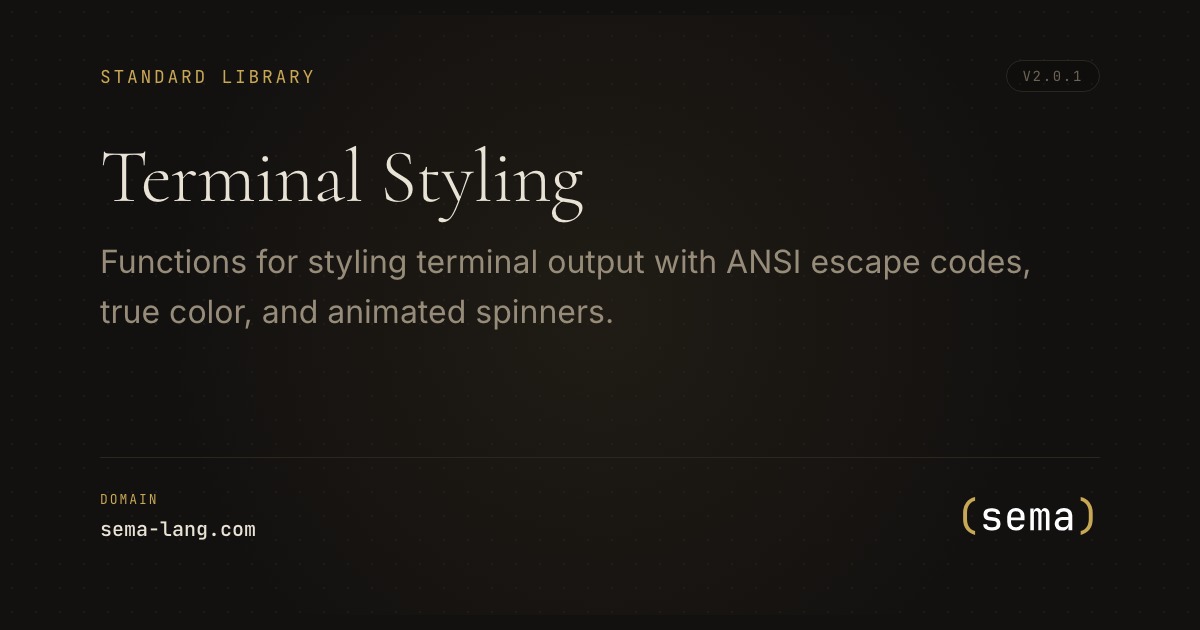 STANDARD LIBRARY
V2.0.1
Terminal Styling
Functions for styling terminal output with ANSI escape codes,
true color, and animated spinners.
DOMAIN
sema-lang.com
(sema)